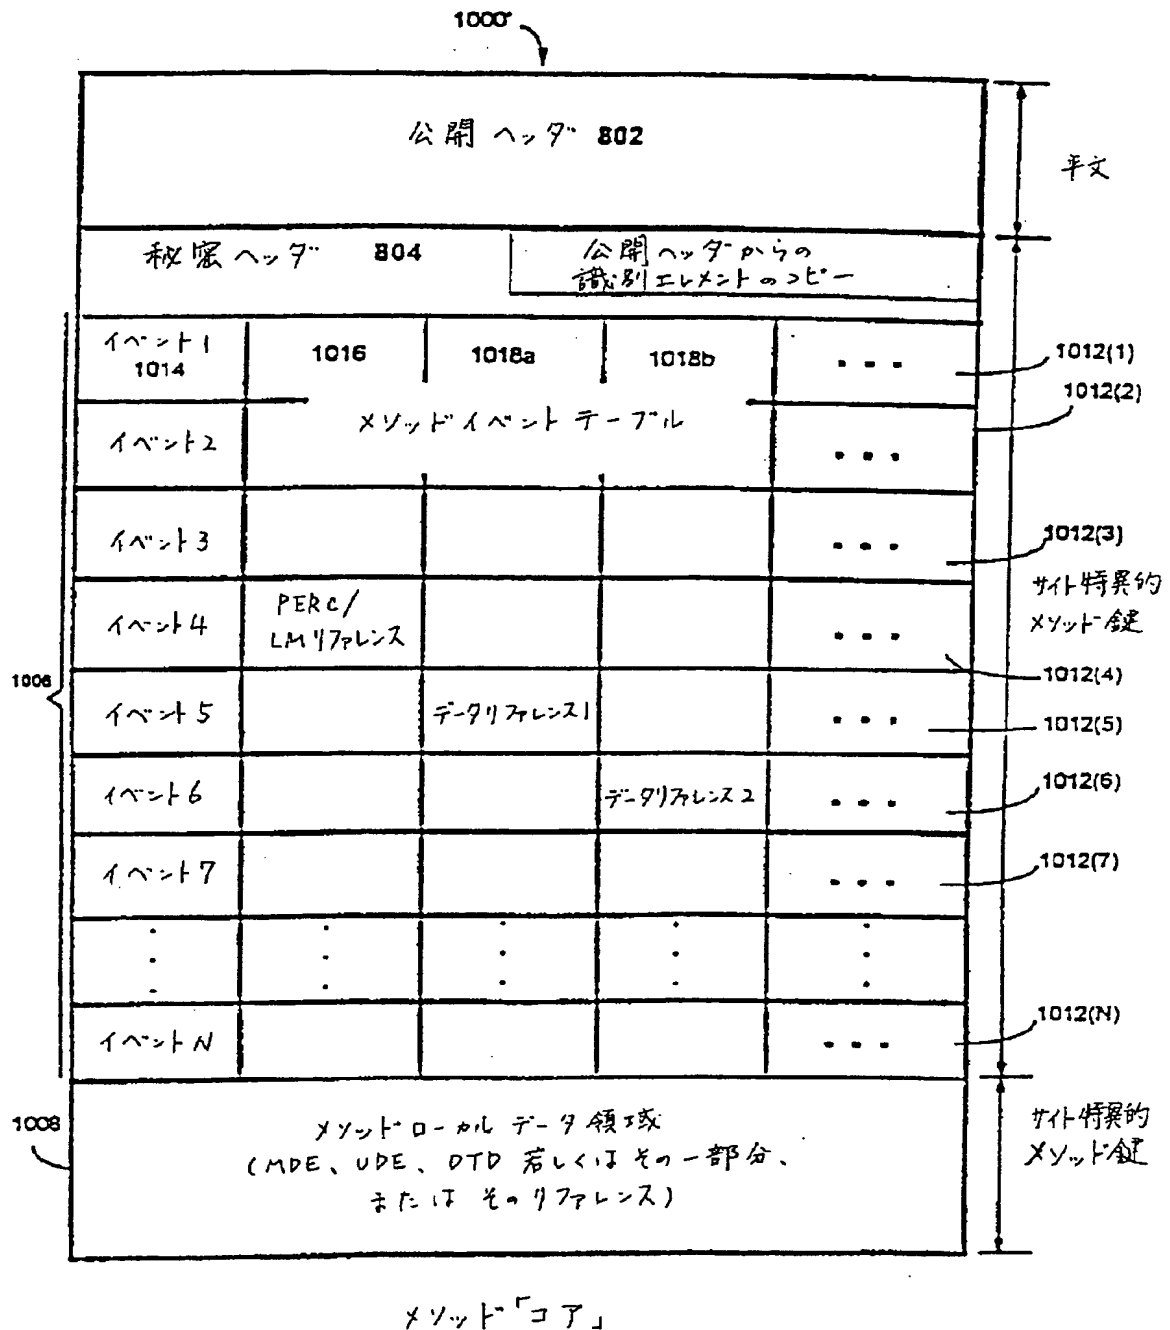 1000
公開ヘッダ 802
平文
秘密ヘッダ 804
公開ヘッダからの
識別エレメントのコピー
イベント1
1014
1016
1018a
1018b
...
1012(1)
1012(2)
メソッドイベントテーブル
イベント2
...
イベント3
...
1012(3)
サイト特異的
メソッド鍵
イベント4
PERC/
LMリファレンス
...
1012(4)
1006
イベント5
データリファレンス1
...
1012(5)
イベント6
データリファレンス2
...
1012(6)
イベント7
...
1012(7)
イベントN
...
1012(N)
1008
メソッドローカルデータ領域
(MDE、UDE、DTD 若しくはその一部分、
またはそのリファレンス)
サイト特異的
メソッド鍵
メソッド「コア」